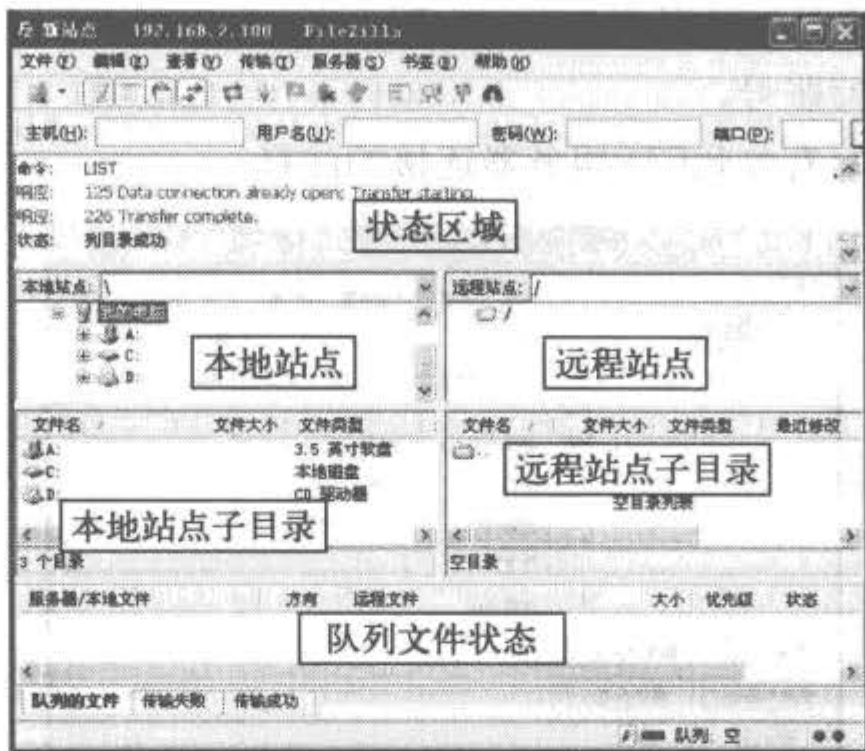 新站点 192.168.2.100 FileZilla
文件(F) 编辑(E) 查看(V) 传输(T) 服务器(S) 书签(B) 帮助(H)
主机(H): 用户名(U): 密码(W): 端口(P):
命令: LIST
响应: 125 Data connection already open; Transfer starting.
响应: 226 Transfer complete.
状态: 列目录成功
状态区域
本地站点: \
远程站点: /
我的电脑
/
A:
C:
D:
本地站点
远程站点
文件名 / 文件大小 文件类型
文件名 / 文件大小 文件类型 最近修改
A: 3.5 英寸软盘
C: 本地磁盘
D: CD 驱动器
..
远程站点子目录
空目录列表
本地站点子目录
3 个目录
空目录
服务器/本地文件 方向 远程文件 大小 优先级 状态
队列文件状态
队列的文件 传输失败 传输成功
队列: 空